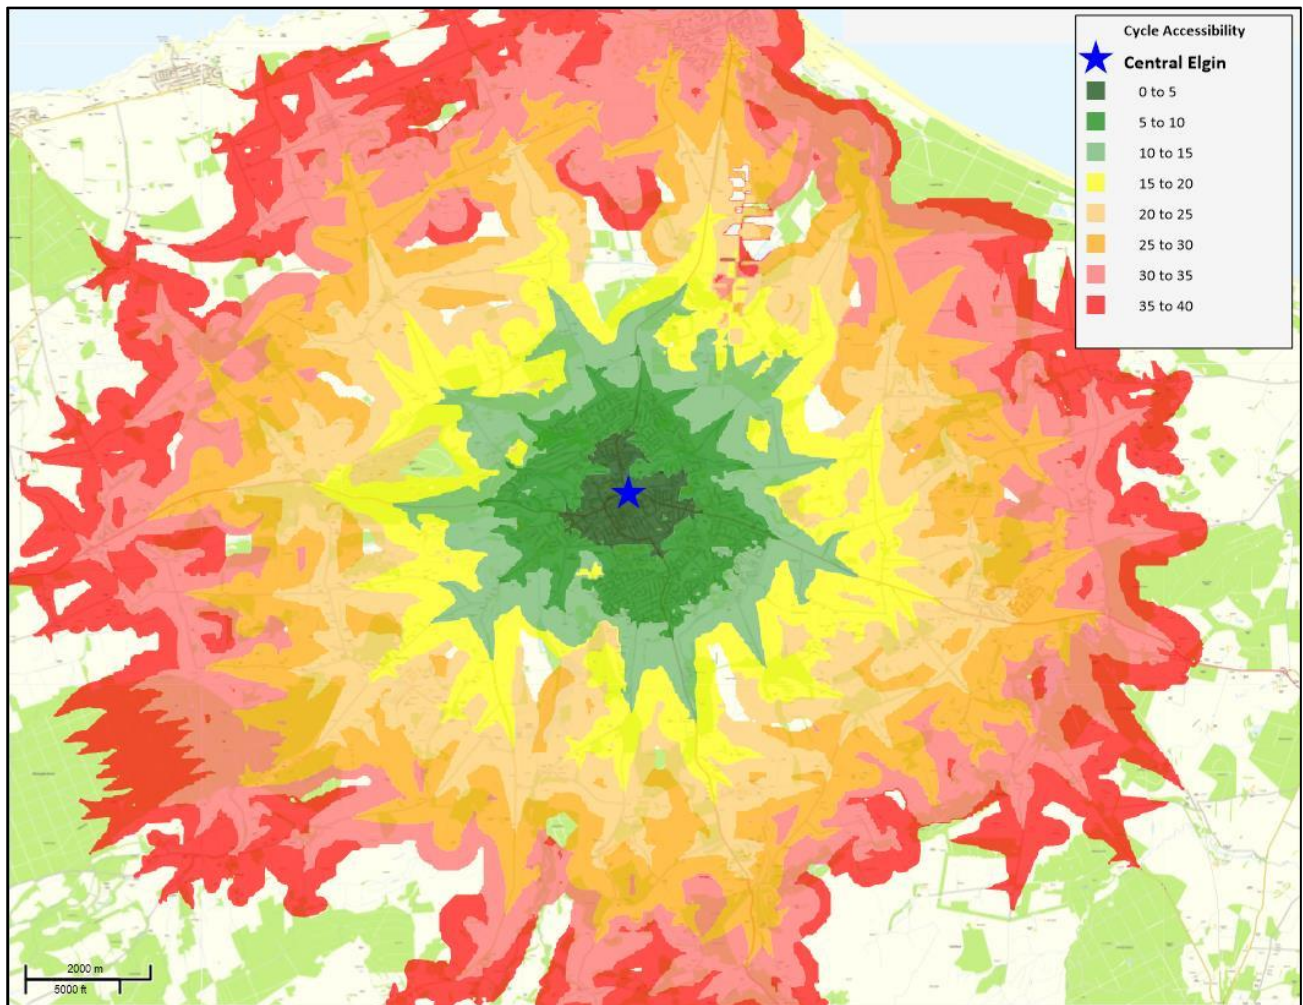 Cycle Accessibility
Central Elgin
0 to 5
5 to 10
10 to 15
15 to 20
20 to 25
25 to 30
30 to 35
35 to 40
2000 m
5000 ft